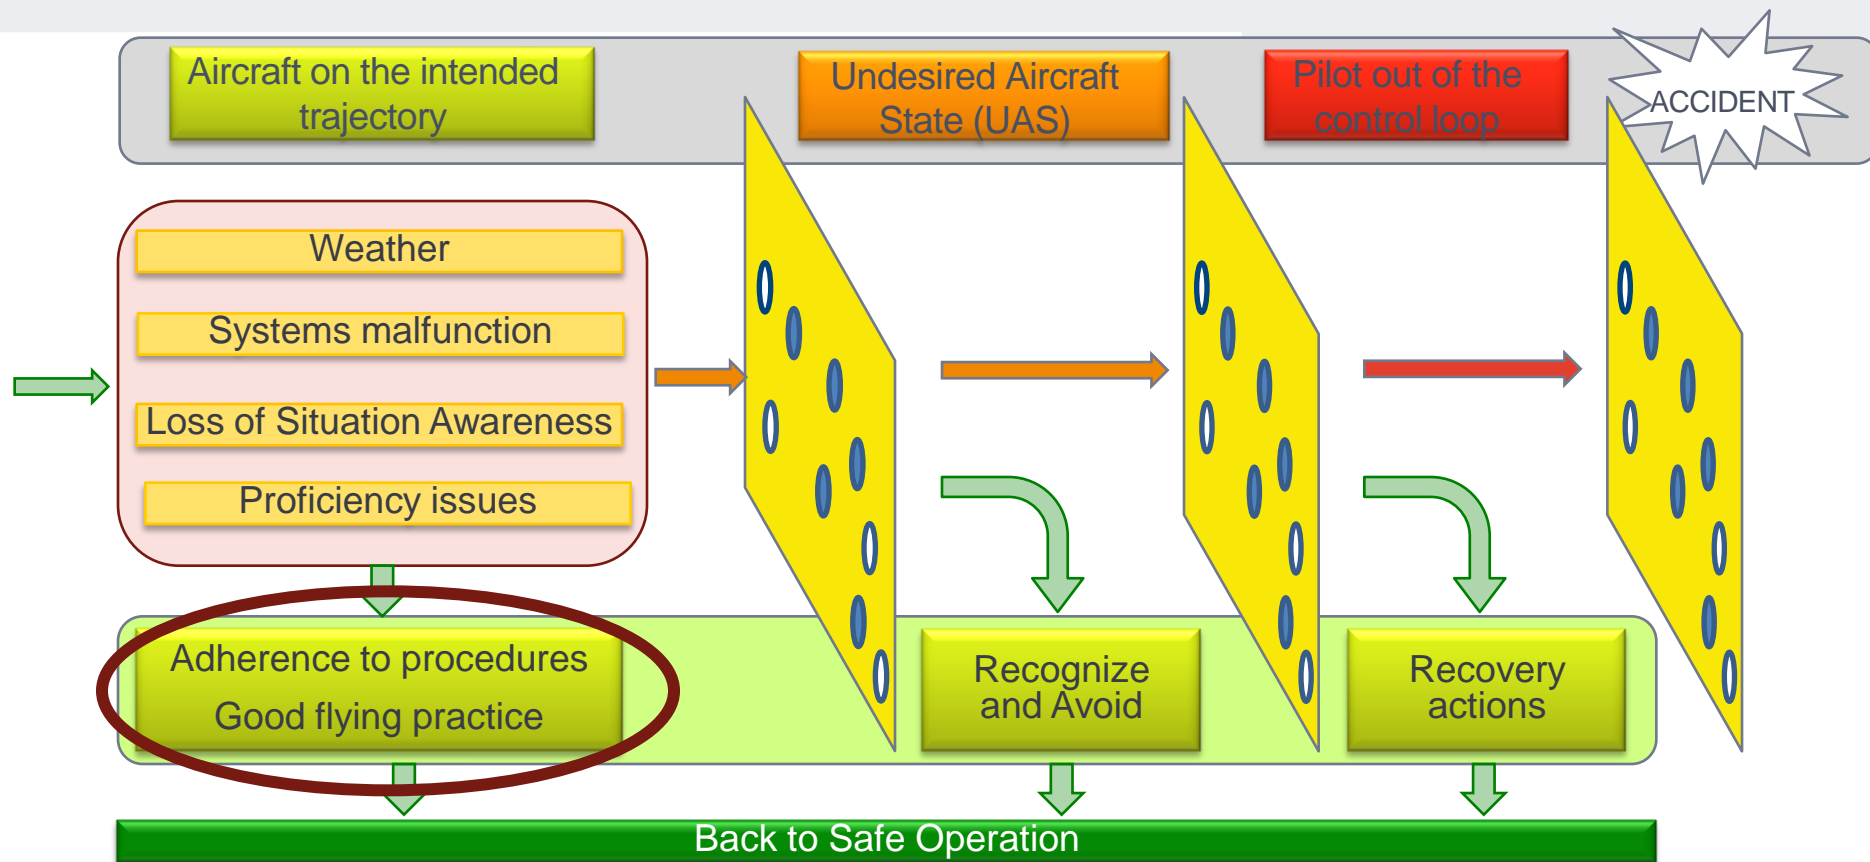 Aircraft on the intended
trajectory
Undesired Aircraft
State (UAS)
Pilot out of the
control loop
ACCIDENT
Weather
Systems malfunction
Loss of Situation Awareness
Proficiency issues
Adherence to procedures
Good flying practice
Recognize
and Avoid
Recovery
actions
Back to Safe Operation